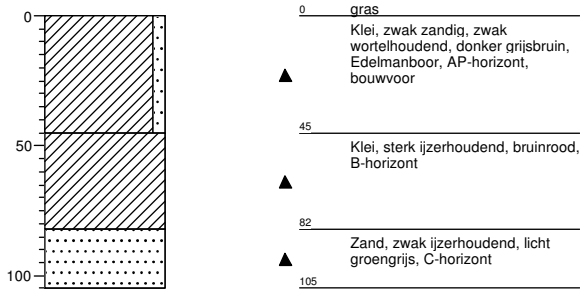 0
50
100
0 gras
Klei, zwak zandig, zwak
wortelhoudend, donker grijsbruin,
Edelmanboor, AP-horizont,
bouwvoor
45
Klei, sterk ijzerhoudend, bruinrood,
B-horizont
82
Zand, zwak ijzerhoudend, licht
groengrijs, C-horizont
105